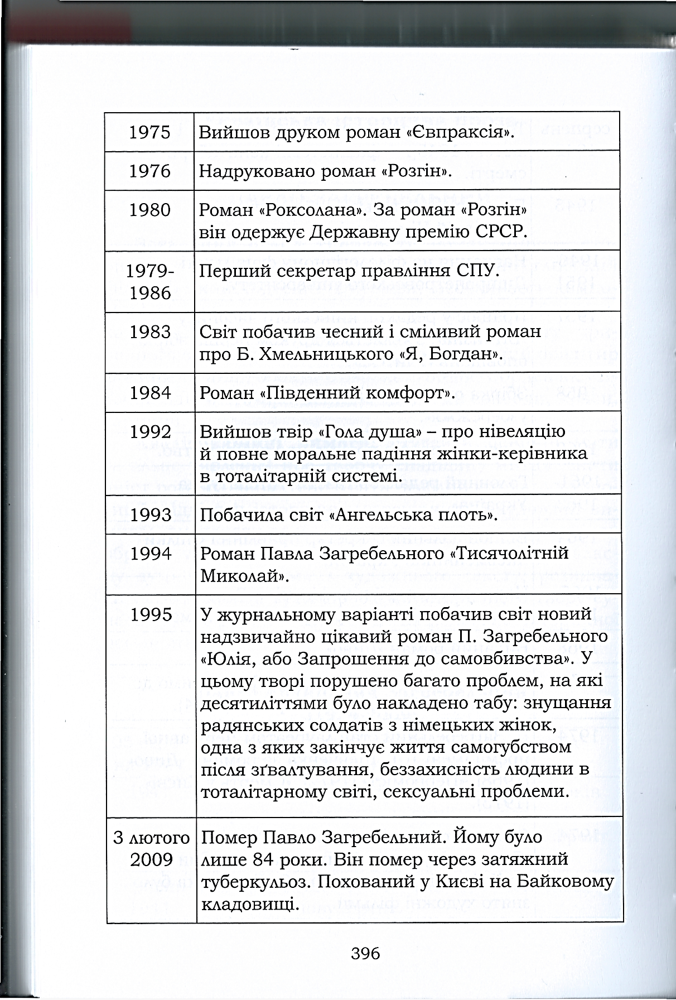 1975 Вийшов друком роман «Євпраксія».
1976 Надруковано роман «Розгін».
1980 Роман «Роксолана». За роман «Розгін»
він одержує Державну премію СРСР.
1979- Перший секретар правління СПУ.
1986
1983 Світ побачив чесний і сміливий роман
про Б. Хмельницького «Я, Богдан».
1984 Роман «Південний комфорт».
1992 Вийшов твір «Гола душа» – про нівеляцію
й повне моральне падіння жінки-керівника
в тоталітарній системі.
1993 Побачила світ «Ангельська плоть».
1994 Роман Павла Загребельного «Тисячолітній
Миколай».
1995 У журнальному варіанті побачив світ новий
надзвичайно цікавий роман П. Загребельного
«Юлія, або Запрошення до самовбивства». У
цьому творі порушено багато проблем, на які
десятиліттями було накладено табу: знущання
радянських солдатів з німецьких жінок,
одна з яких закінчує життя самогубством
після зґвалтування, беззахисність людини в
тоталітарному світі, сексуальні проблеми.
3 лютого Помер Павло Загребельний. Йому було
2009 лише 84 роки. Він помер через затяжний
туберкульоз. Похований у Києві на Байковому
кладовищі.
396